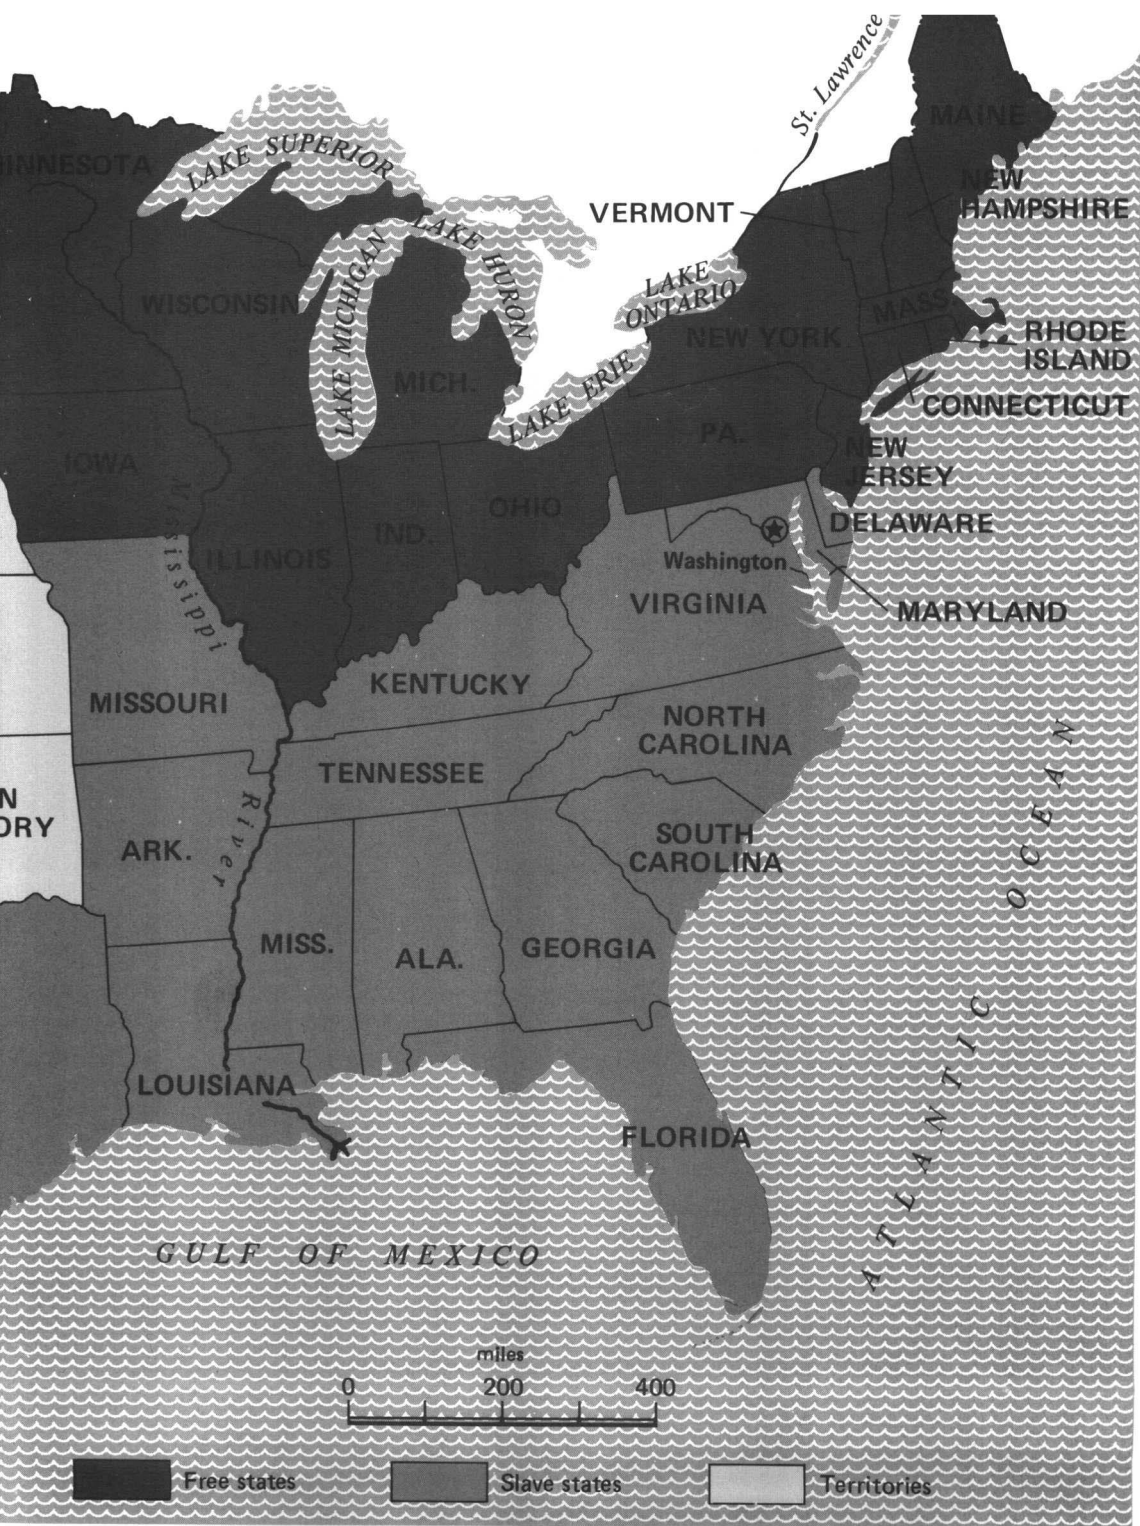 St. Lawrence
MAINE
INNESOTA
LAKE SUPERIOR
NEW
HAMPSHIRE
VERMONT
LAKE HURON
LAKE MICHIGAN
LAKE
ONTARIO
WISCONSIN
MASS.
NEW YORK
RHODE
ISLAND
MICH.
LAKE ERIE
CONNECTICUT
PA.
NEW
JERSEY
IOWA
OHIO
DELAWARE
IND.
ILLINOIS
Washington
VIRGINIA
MARYLAND
Mississippi
MISSOURI
KENTUCKY
NORTH
CAROLINA
TENNESSEE
N
ORY
River
ARK.
SOUTH
CAROLINA
MISS.
ALA.
GEORGIA
LOUISIANA
FLORIDA
ATLANTIC OCEAN
GULF OF MEXICO
miles
0 200 400
Free states Slave states Territories